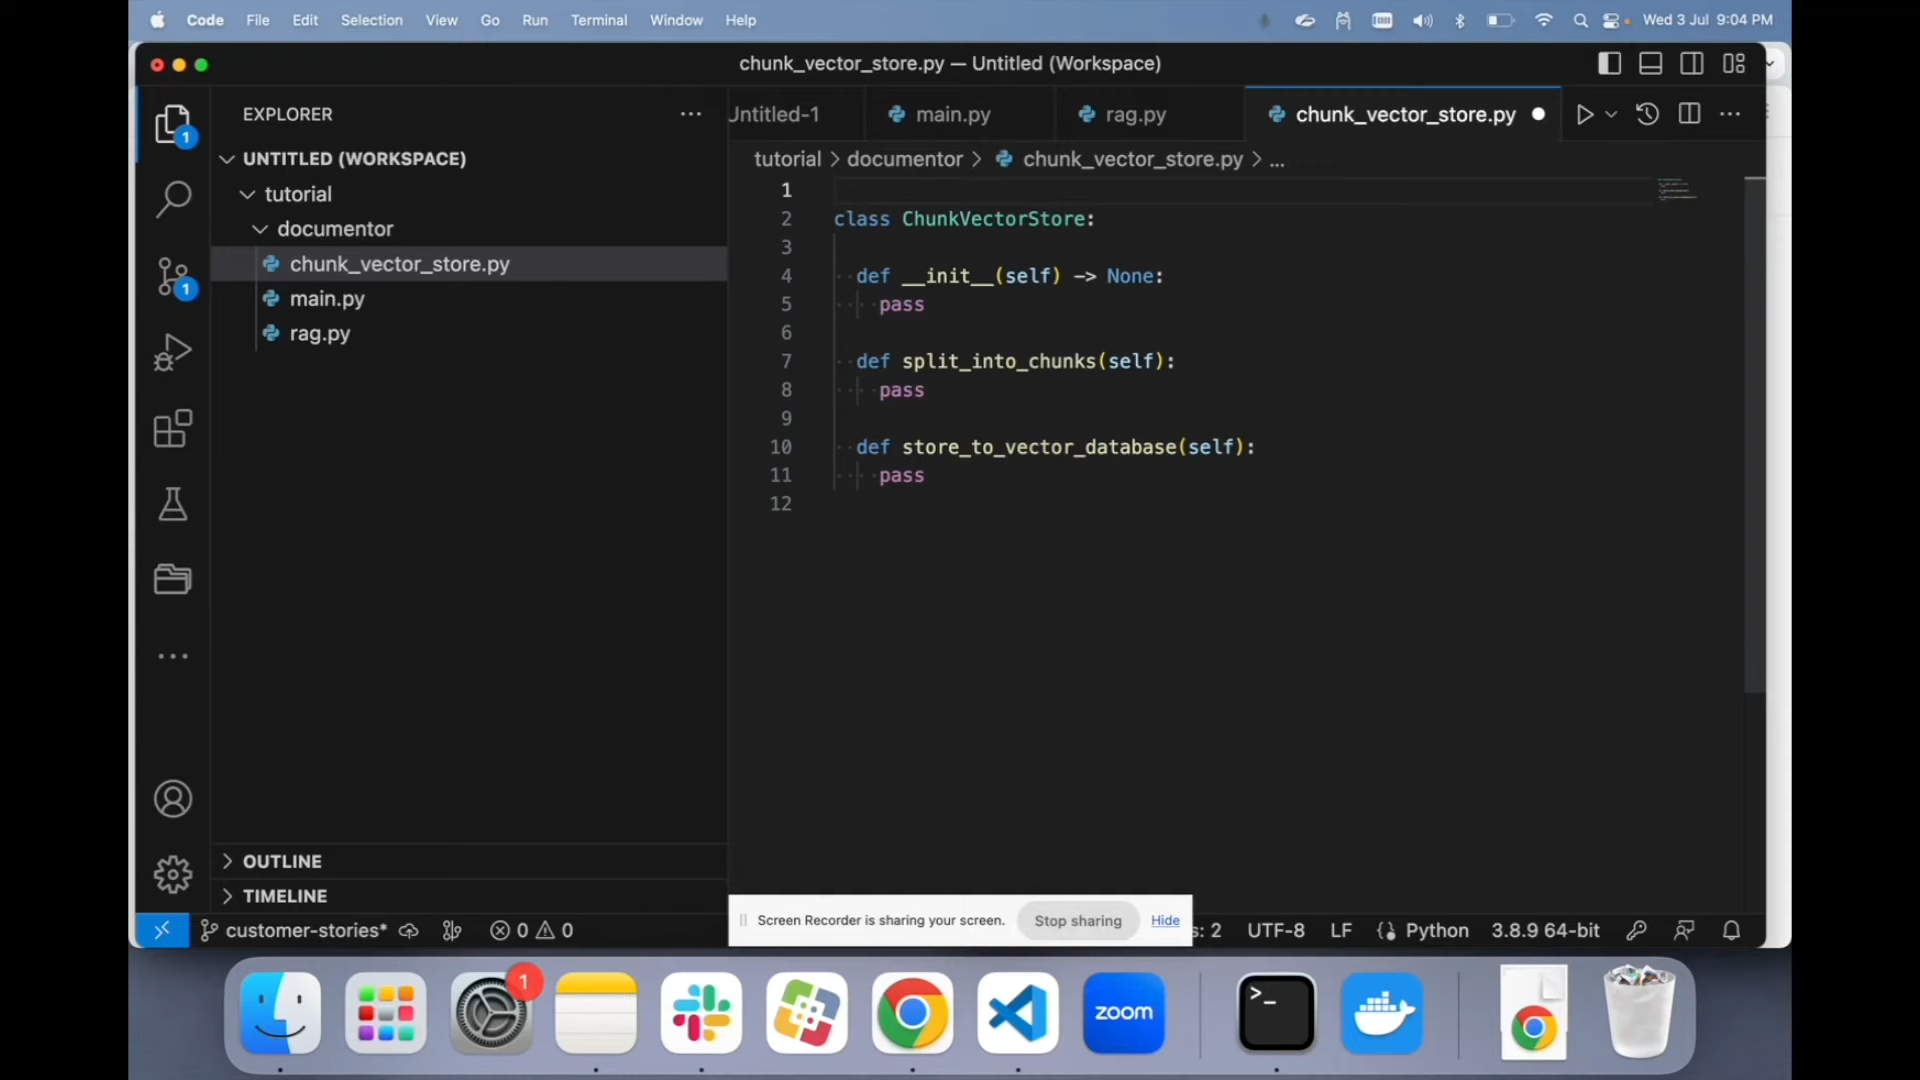 Code File Edit Selection View Go Run Terminal Window Help Wed 3 Jul 9:04 PM
chunk_vector_store.py — Untitled (Workspace)
EXPLORER
Untitled-1 main.py rag.py chunk_vector_store.py
UNTITLED (WORKSPACE)
tutorial
documentor
chunk_vector_store.py
main.py
rag.py
OUTLINE
TIMELINE
tutorial > documentor > chunk_vector_store.py > ...
1
2 class ChunkVectorStore:
3
4 def __init__(self) -> None:
5 pass
6
7 def split_into_chunks(self):
8 pass
9
10 def store_to_vector_database(self):
11 pass
12
1
1
Screen Recorder is sharing your screen. Stop sharing Hide
customer-stories* 0 0 s: 2 UTF-8 LF Python 3.8.9 64-bit
1
zoom
>_